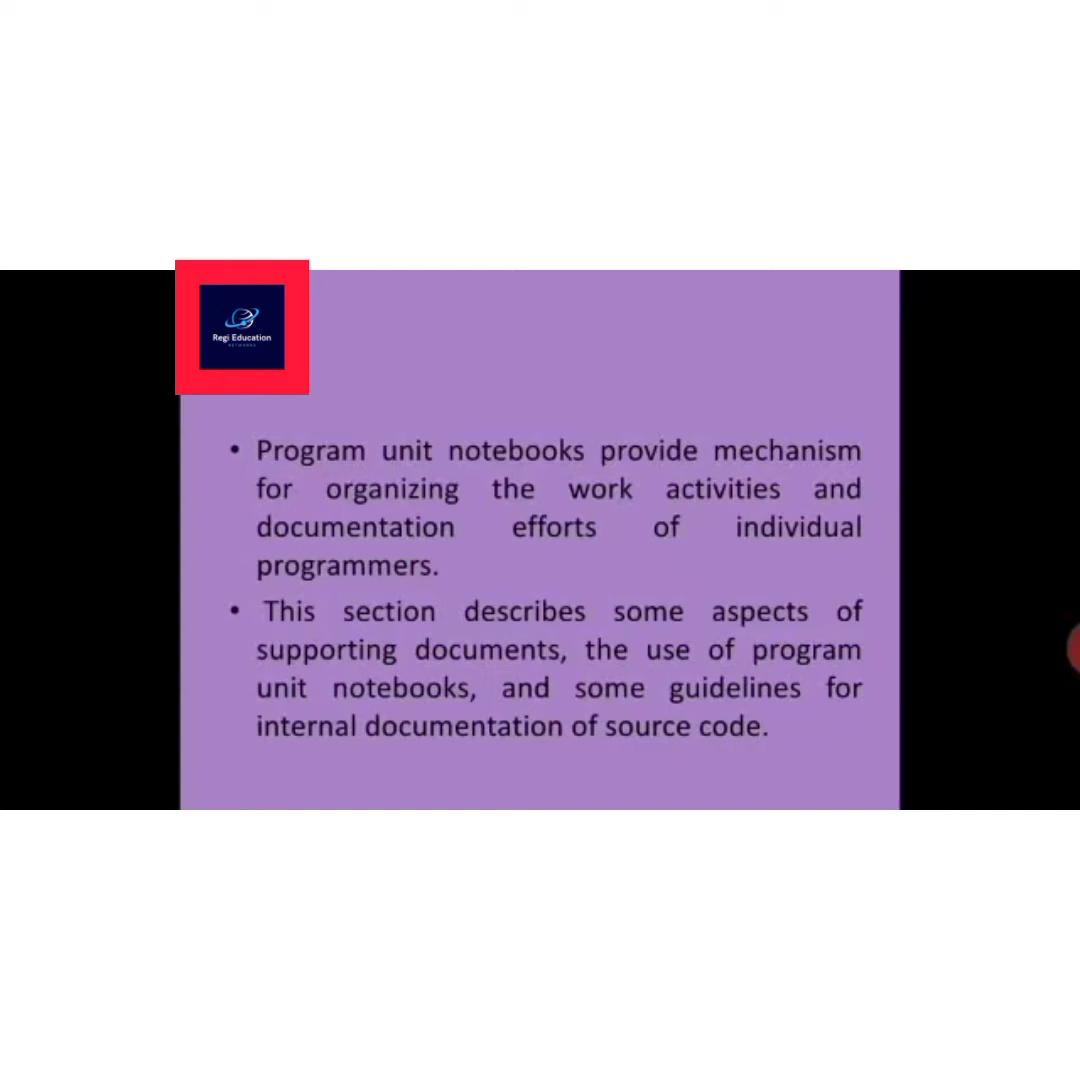 Regi Education
NETWORKS
• Program unit notebooks provide mechanism
for organizing the work activities and
documentation efforts of individual
programmers.
• This section describes some aspects of
supporting documents, the use of program
unit notebooks, and some guidelines for
internal documentation of source code.